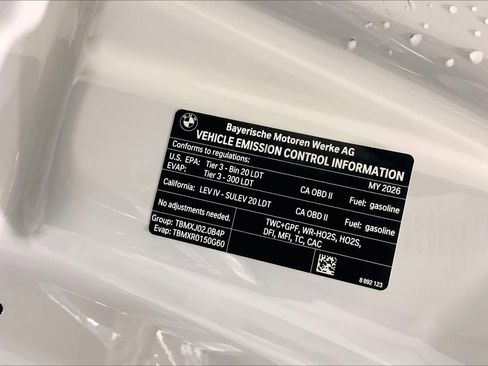 Bayerische Motoren Werke AG
VEHICLE EMISSION CONTROL INFORMATION
Conforms to regulations: MY 2026
U.S. EPA: Tier 3 - Bin 20 LDT CA OBD II Fuel: gasoline
EVAP: Tier 3 - 300 LDT
California: LEV IV - SULEV 20 LDT CA OBD II Fuel: gasoline
No adjustments needed.
Group: TBMXJ02.0B4P
Evap: TBMXR0150G60
TWC+GPF, WR-HO2S, HO2S,
DFI, MFI, TC, CAC
8 892 123